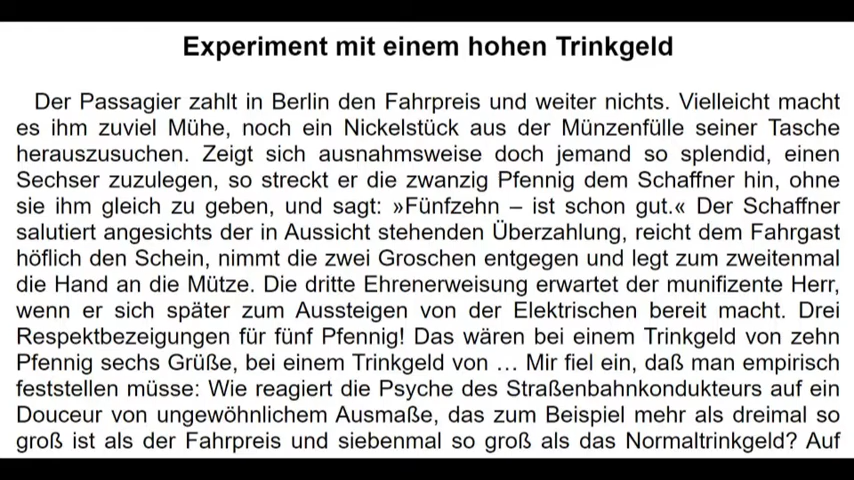 Experiment mit einem hohen Trinkgeld
Der Passagier zahlt in Berlin den Fahrpreis und weiter nichts. Vielleicht macht
es ihm zuviel Mühe, noch ein Nickelstück aus der Münzenfülle seiner Tasche
herauszusuchen. Zeigt sich ausnahmsweise doch jemand so splendid, einen
Sechser zuzulegen, so streckt er die zwanzig Pfennig dem Schaffner hin, ohne
sie ihm gleich zu geben, und sagt: »Fünfzehn – ist schon gut.« Der Schaffner
salutiert angesichts der in Aussicht stehenden Überzahlung, reicht dem Fahrgast
höflich den Schein, nimmt die zwei Groschen entgegen und legt zum zweitenmal
die Hand an die Mütze. Die dritte Ehrenerweisung erwartet der munifizente Herr,
wenn er sich später zum Aussteigen von der Elektrischen bereit macht. Drei
Respektbezeigungen für fünf Pfennig! Das wären bei einem Trinkgeld von zehn
Pfennig sechs Grüße, bei einem Trinkgeld von … Mir fiel ein, daß man empirisch
feststellen müsse: Wie reagiert die Psyche des Straßenbahnkondukteurs auf ein
Douceur von ungewöhnlichem Ausmaße, das zum Beispiel mehr als dreimal so
groß ist als der Fahrpreis und siebenmal so groß als das Normaltrinkgeld? Auf